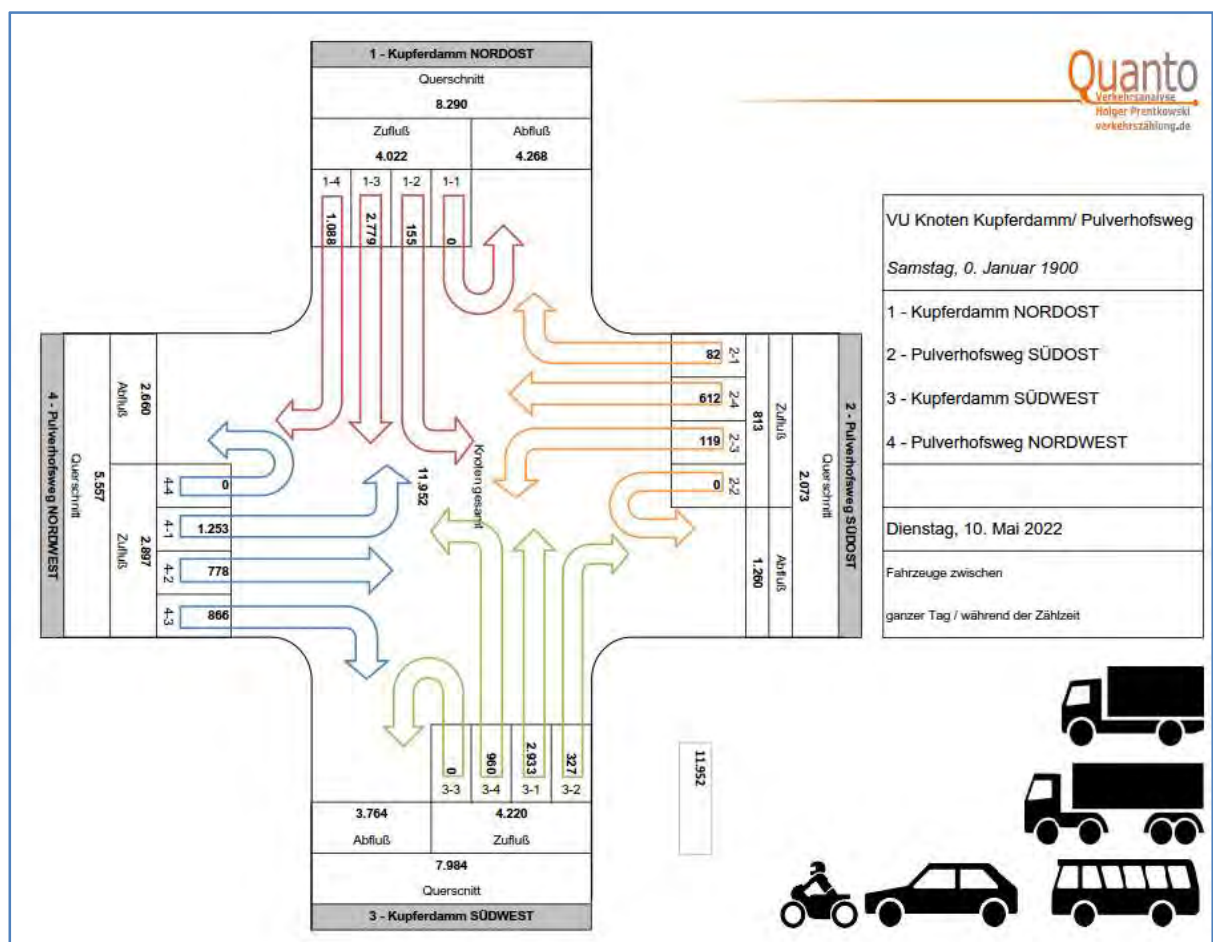 1 - Kupferdamm NORDOST
Querschnitt
8.290
Zufluß
Abfluß
4.022
4.268
1-4
1-3
1-2
1-1
1.088
2.779
155
0
Quanto
Verkehrsanalyse
Holger Prentkowski
verkehrszählung.de
VU Knoten Kupferdamm/ Pulverhofsweg
Samstag, 0. Januar 1900
1 - Kupferdamm NORDOST
2 - Pulverhofsweg SÜDOST
3 - Kupferdamm SÜDWEST
4 - Pulverhofsweg NORDWEST
Dienstag, 10. Mai 2022
Fahrzeuge zwischen
ganzer Tag / während der Zählzeit
4 - Pulverhofsweg NORDWEST
Querschnitt
5.557
Abfluß
2.660
Zufluß
2.897
4-4
0
4-1
1.253
4-2
778
4-3
866
Knoten gesamt
11.952
82
2-1
612
2-4
119
2-3
0
2-2
Zufluß
813
Abfluß
1.260
Querschnitt
2.073
2 - Pulverhofsweg SÜDOST
0
960
2.933
327
3-3
3-4
3-1
3-2
3.764
4.220
Abfluß
Zufluß
7.984
Querscnitt
3 - Kupferdamm SÜDWEST
11.952